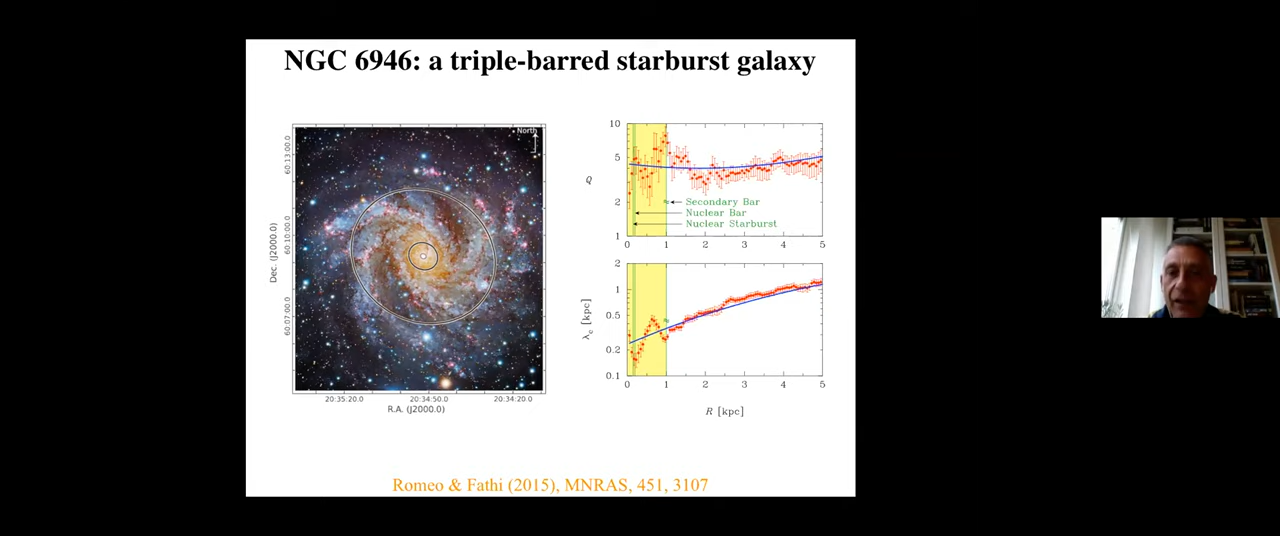 NGC 6946: a triple-barred starburst galaxy
North
60:13:00.0
60:10:00.0
60:07:00.0
Dec. (J2000.0)
20:35:20.0 20:34:50.0 20:34:20.0
R.A. (J2000.0)
10
5
2
1
Q
Secondary Bar
Nuclear Bar
Nuclear Starburst
0 1 2 3 4 5
2
1
0.5
0.2
0.1
λc [kpc]
0 1 2 3 4 5
R [kpc]
Romeo & Fathi (2015), MNRAS, 451, 3107